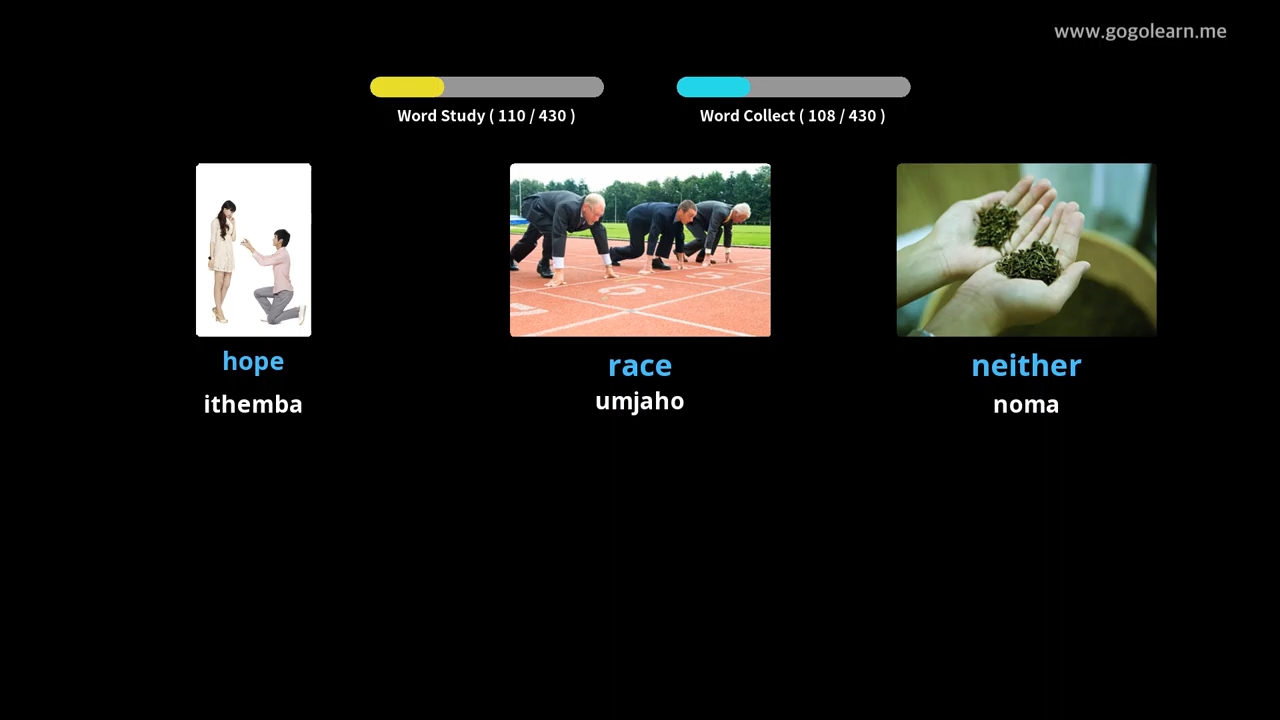 www.gogolearn.me
Word Study ( 110 / 430 )
Word Collect ( 108 / 430 )
hope
ithemba
race
umjaho
neither
noma